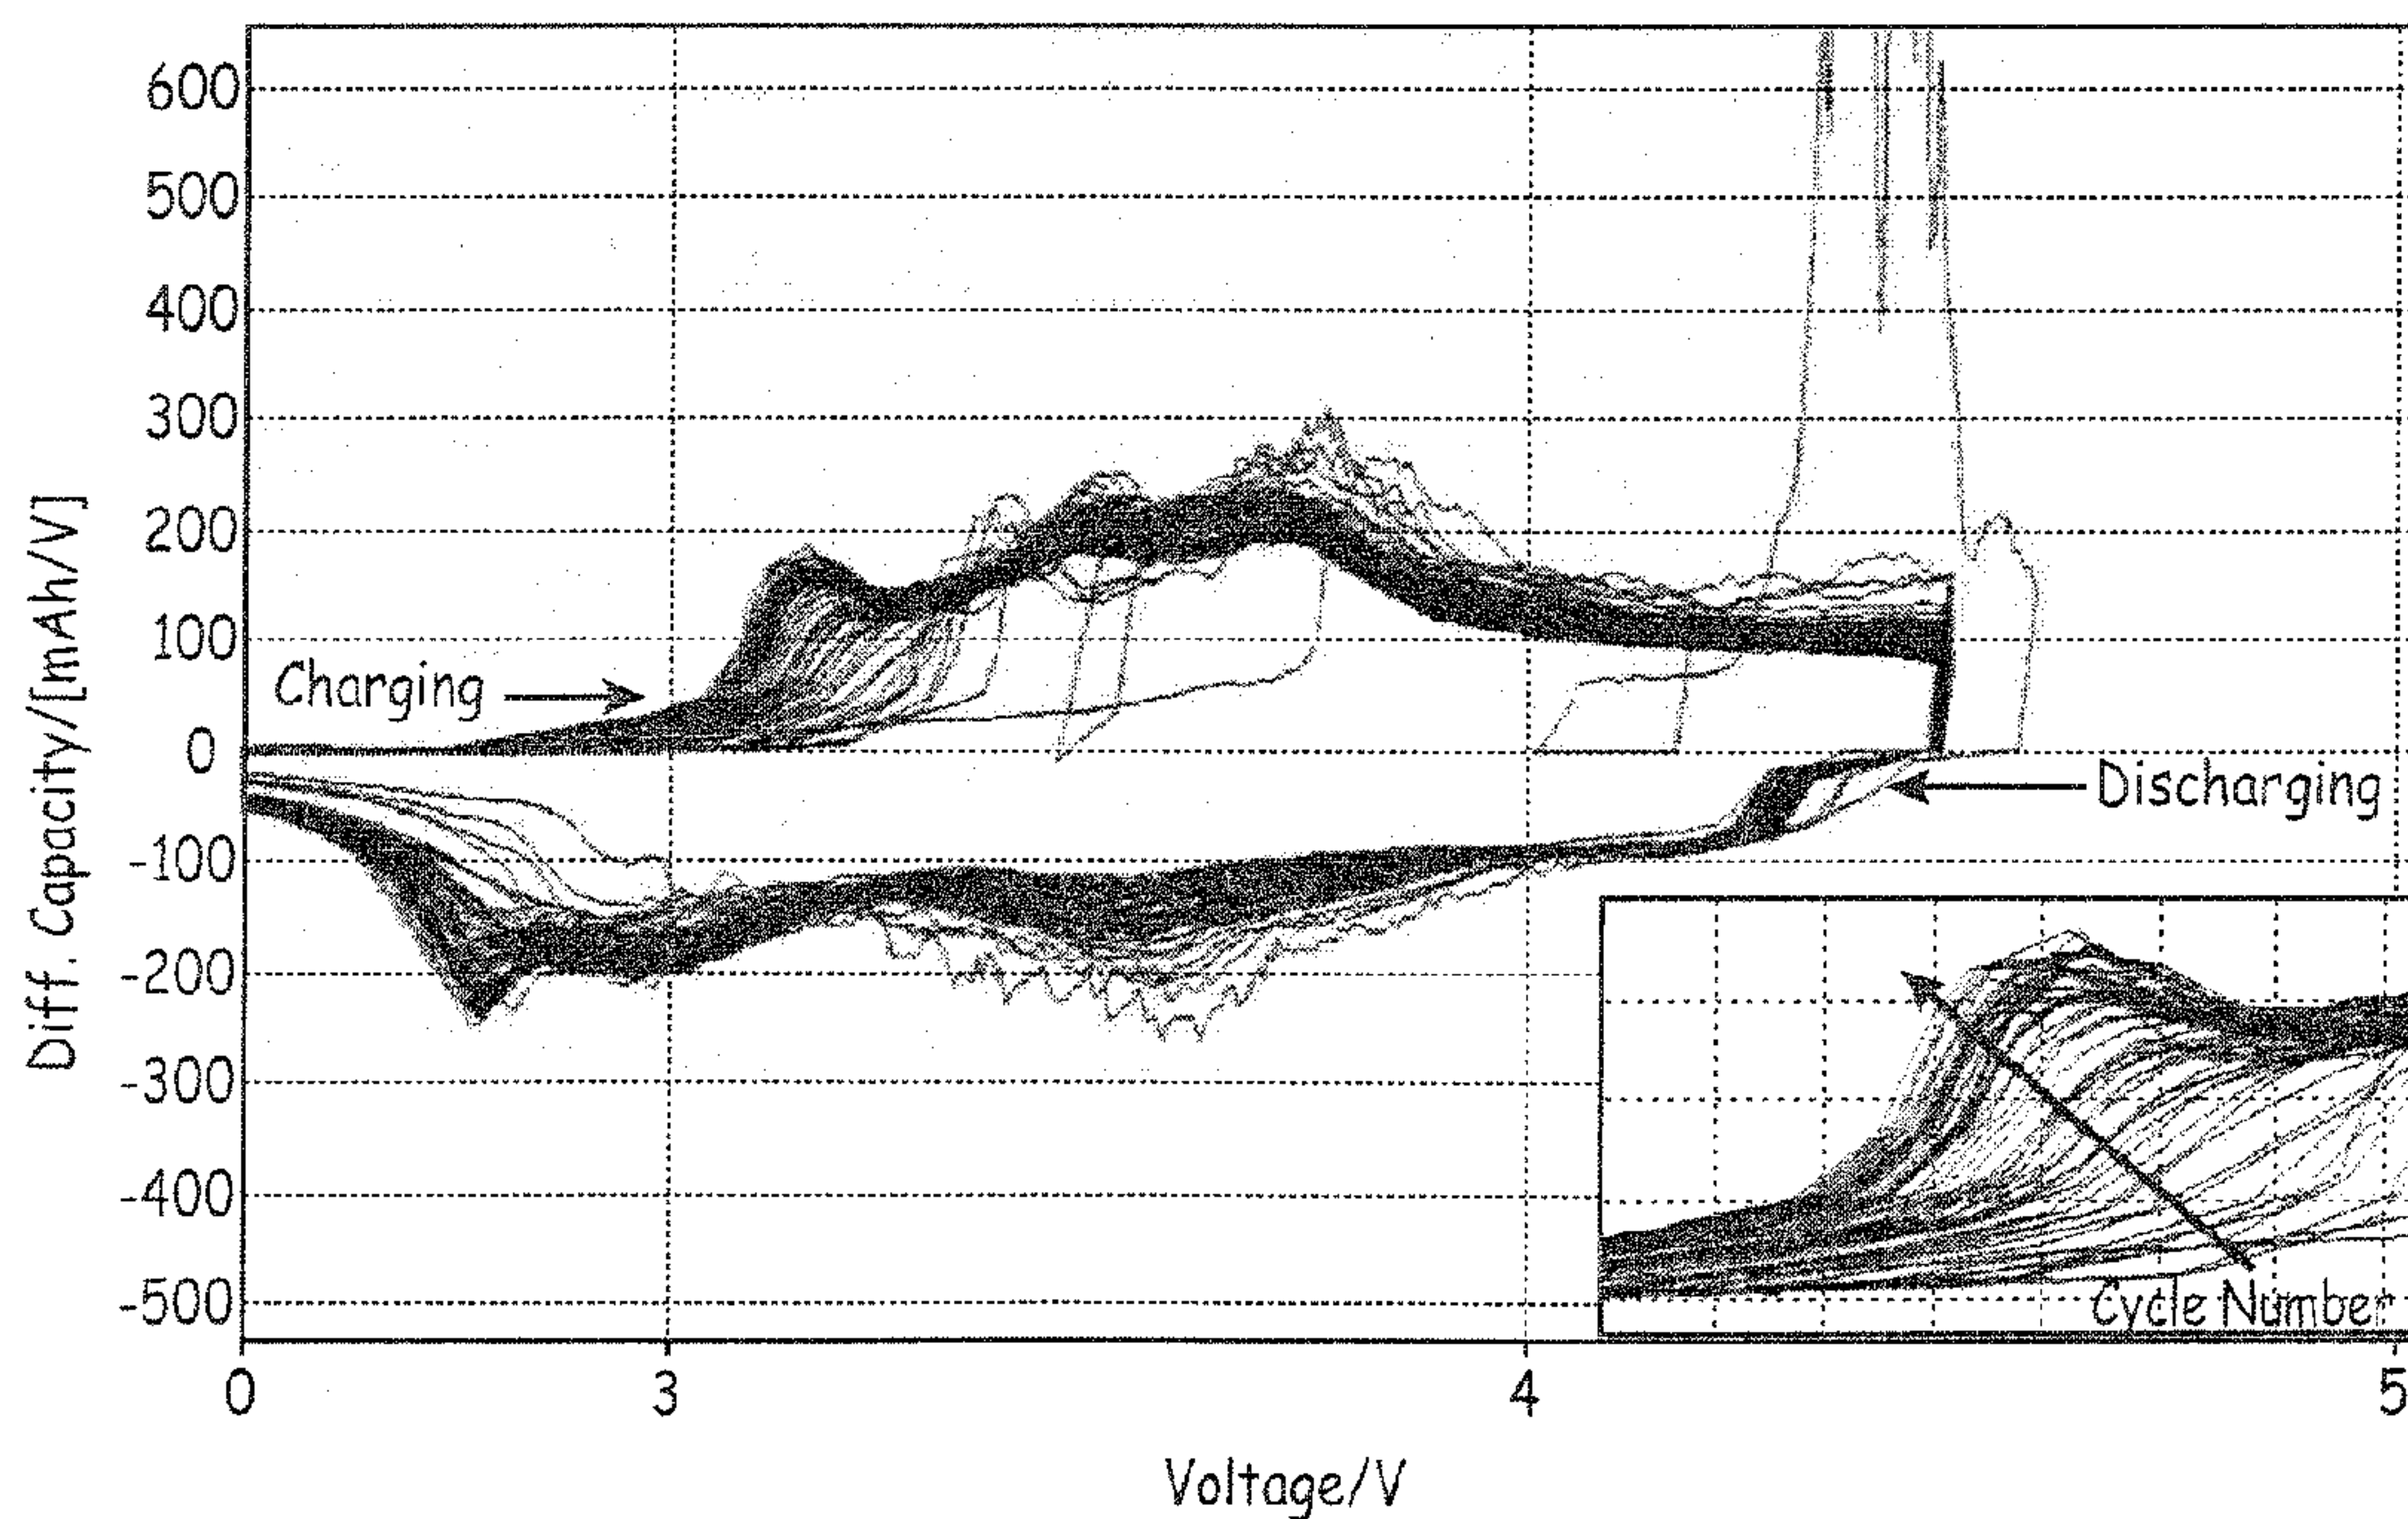 600
500
400
300
200
100
0
-100
-200
-300
-400
-500
Diff. Capacity/[mAh/V]
Charging
Discharging
Cycle Number
0 3 4 5
Voltage/V